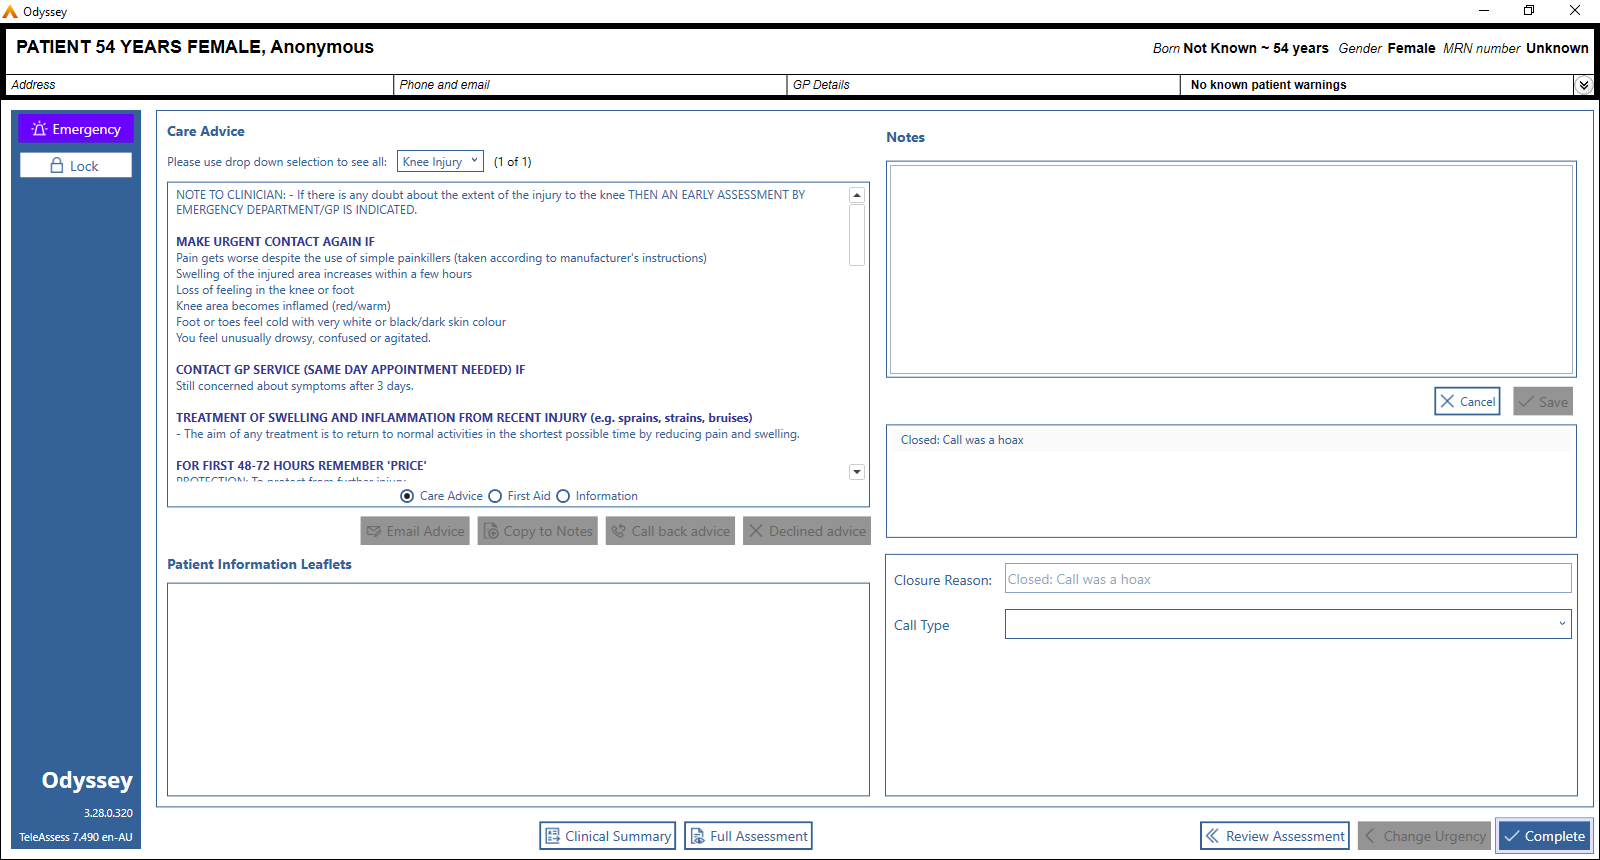 Odyssey
PATIENT 54 YEARS FEMALE, Anonymous
Born Not Known ~ 54 years Gender Female MRN number Unknown
Address
Phone and email
GP Details
No known patient warnings
Emergency
Lock
Care Advice
Please use drop down selection to see all: Knee Injury (1 of 1)
NOTE TO CLINICIAN: - If there is any doubt about the extent of the injury to the knee THEN AN EARLY ASSESSMENT BY
EMERGENCY DEPARTMENT/GP IS INDICATED.
MAKE URGENT CONTACT AGAIN IF
Pain gets worse despite the use of simple painkillers (taken according to manufacturer's instructions)
Swelling of the injured area increases within a few hours
Loss of feeling in the knee or foot
Knee area becomes inflamed (red/warm)
Foot or toes feel cold with very white or black/dark skin colour
You feel unusually drowsy, confused or agitated.
CONTACT GP SERVICE (SAME DAY APPOINTMENT NEEDED) IF
Still concerned about symptoms after 3 days.
TREATMENT OF SWELLING AND INFLAMMATION FROM RECENT INJURY (e.g. sprains, strains, bruises)
- The aim of any treatment is to return to normal activities in the shortest possible time by reducing pain and swelling.
FOR FIRST 48-72 HOURS REMEMBER 'PRICE'
PROTECTION: To protect from further injury
Care Advice First Aid Information
Email Advice Copy to Notes Call back advice Declined advice
Patient Information Leaflets
Notes
Cancel Save
Closed: Call was a hoax
Closure Reason: Closed: Call was a hoax
Call Type
Odyssey
3.28.0.320
TeleAssess 7.490 en-AU
Clinical Summary Full Assessment Review Assessment Change Urgency Complete